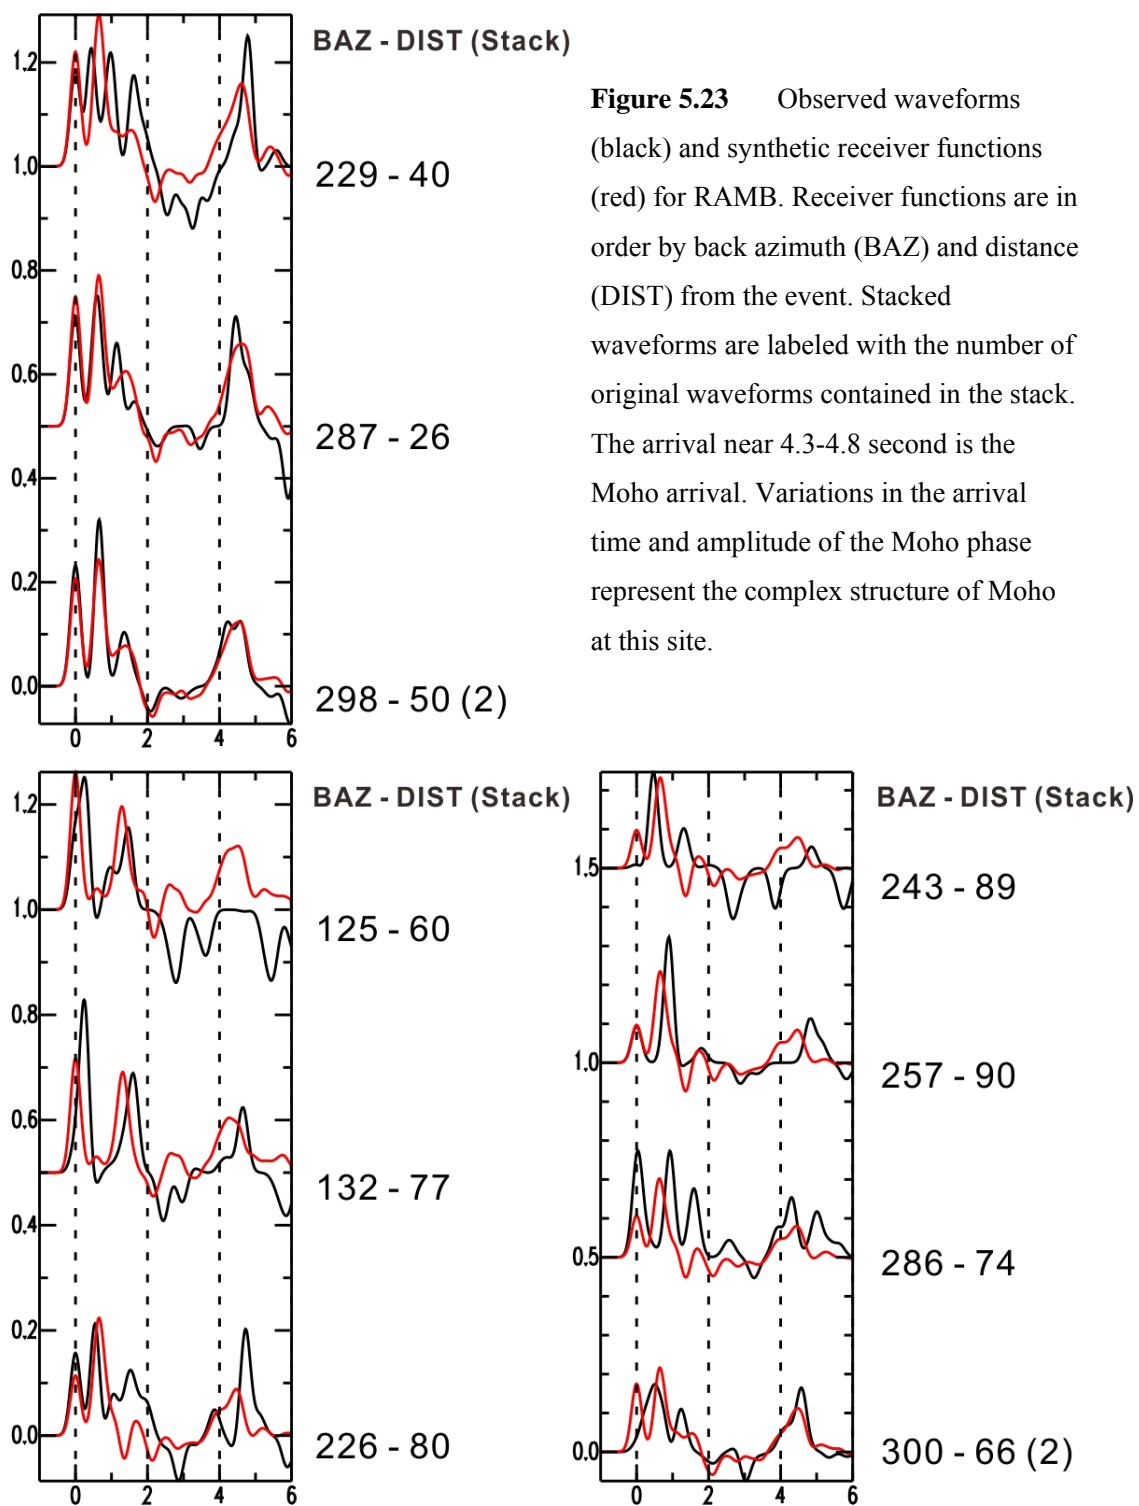 BAZ - DIST (Stack)
1.2
1.0
0.8
0.6
0.4
0.2
0.0
0 2 4 6
229 - 40
287 - 26
298 - 50 (2)
Figure 5.23 Observed waveforms
(black) and synthetic receiver functions
(red) for RAMB. Receiver functions are in
order by back azimuth (BAZ) and distance
(DIST) from the event. Stacked
waveforms are labeled with the number of
original waveforms contained in the stack.
The arrival near 4.3-4.8 second is the
Moho arrival. Variations in the arrival
time and amplitude of the Moho phase
represent the complex structure of Moho
at this site.
BAZ - DIST (Stack)
1.2
1.0
0.8
0.6
0.4
0.2
0.0
0 2 4 6
125 - 60
132 - 77
226 - 80
BAZ - DIST (Stack)
1.5
1.0
0.5
0.0
0 2 4 6
243 - 89
257 - 90
286 - 74
300 - 66 (2)